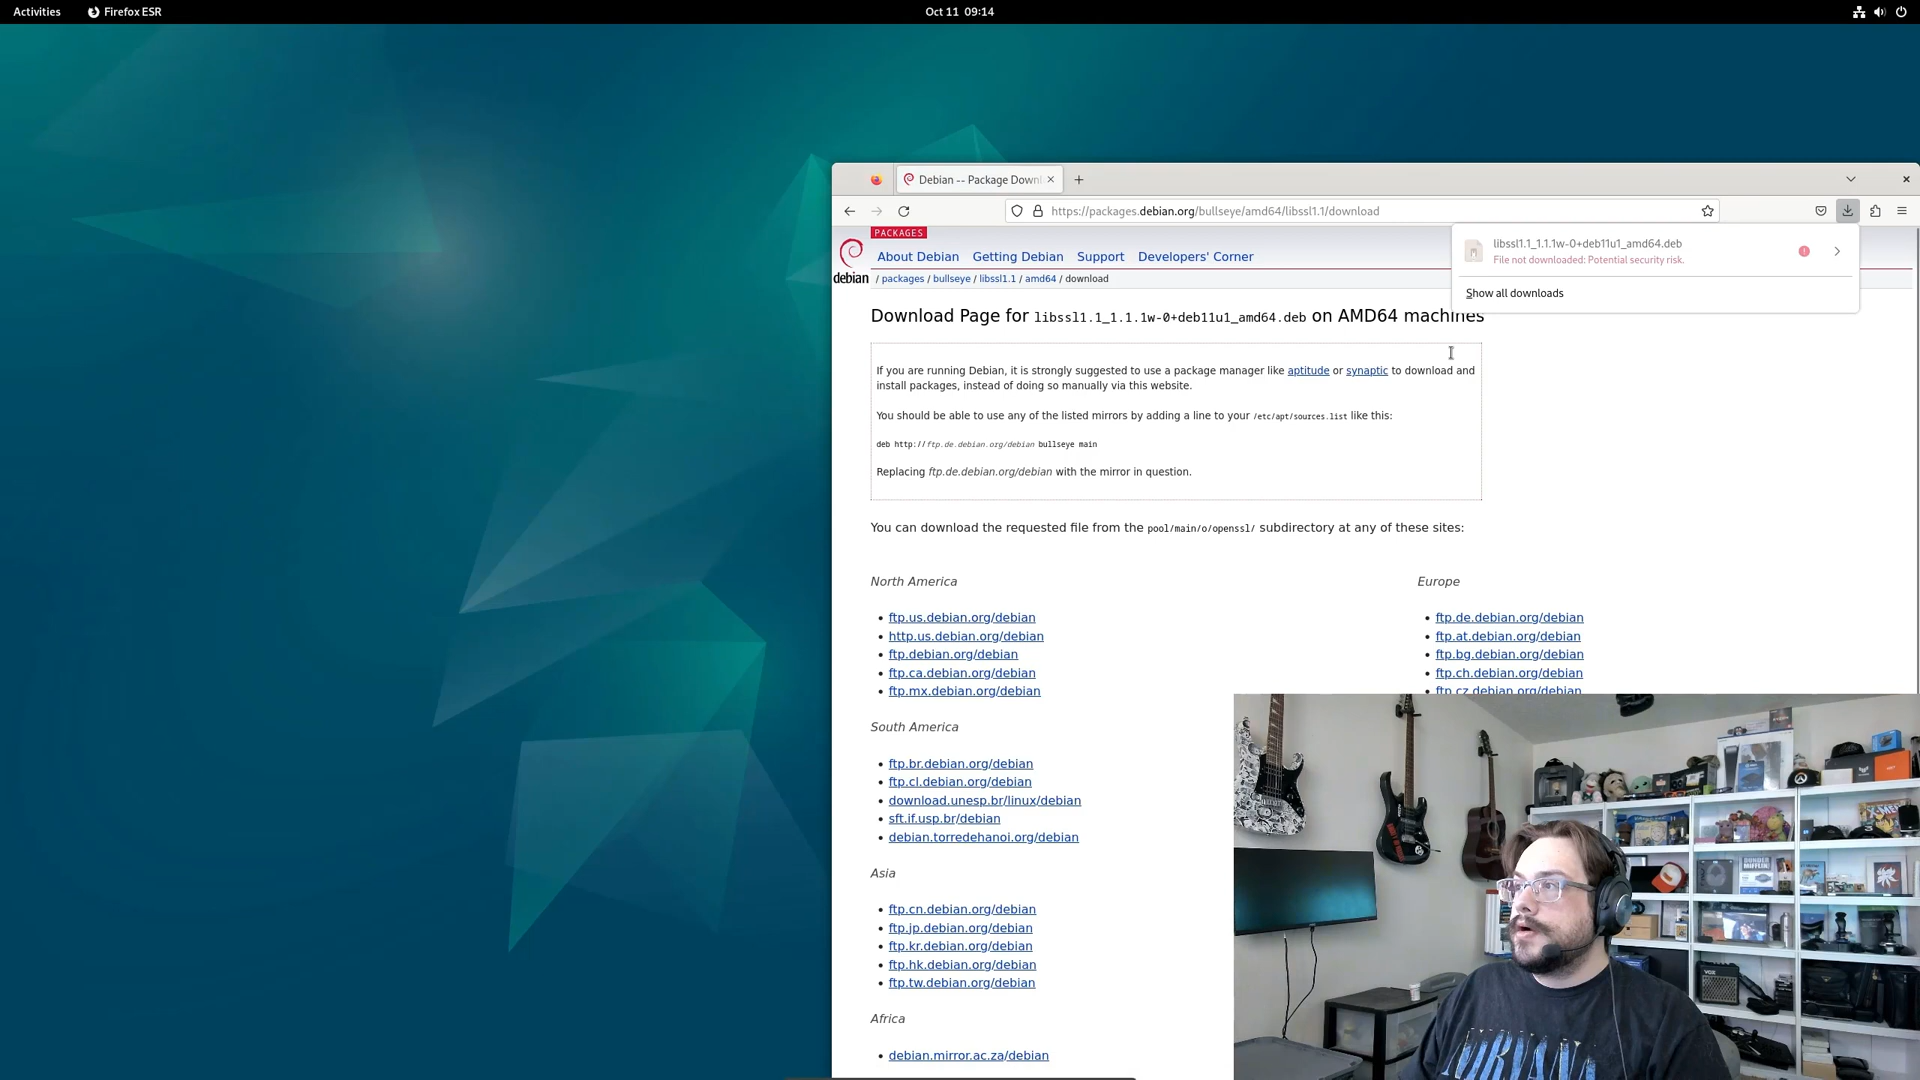 Activities
Firefox ESR
Oct 11 09:14
Debian -- Package Down
https://packages.debian.org/bullseye/amd64/libssl1.1/download
PACKAGES
debian
About Debian
Getting Debian
Support
Developers' Corner
/ packages / bullseye / libssl1.1 / amd64 / download
libssl1.1_1.1.1w-0+deb11u1_amd64.deb
File not downloaded: Potential security risk.
Show all downloads
Download Page for libssl1.1_1.1.1w-0+deb11u1_amd64.deb on AMD64 machines
If you are running Debian, it is strongly suggested to use a package manager like aptitude or synaptic to download and
install packages, instead of doing so manually via this website.
You should be able to use any of the listed mirrors by adding a line to your /etc/apt/sources.list like this:
deb http://ftp.de.debian.org/debian bullseye main
Replacing ftp.de.debian.org/debian with the mirror in question.
You can download the requested file from the pool/main/o/openssl/ subdirectory at any of these sites:
North America
ftp.us.debian.org/debian
http.us.debian.org/debian
ftp.debian.org/debian
ftp.ca.debian.org/debian
ftp.mx.debian.org/debian
Europe
ftp.de.debian.org/debian
ftp.at.debian.org/debian
ftp.bg.debian.org/debian
ftp.ch.debian.org/debian
ftp.cz.debian.org/debian
South America
ftp.br.debian.org/debian
ftp.cl.debian.org/debian
download.unesp.br/linux/debian
sft.if.usp.br/debian
debian.torredehanoi.org/debian
Asia
ftp.cn.debian.org/debian
ftp.jp.debian.org/debian
ftp.kr.debian.org/debian
ftp.hk.debian.org/debian
ftp.tw.debian.org/debian
Africa
debian.mirror.ac.za/debian
X-MEN
DUNDER
MIFFLIN
VOX
NIRVANA